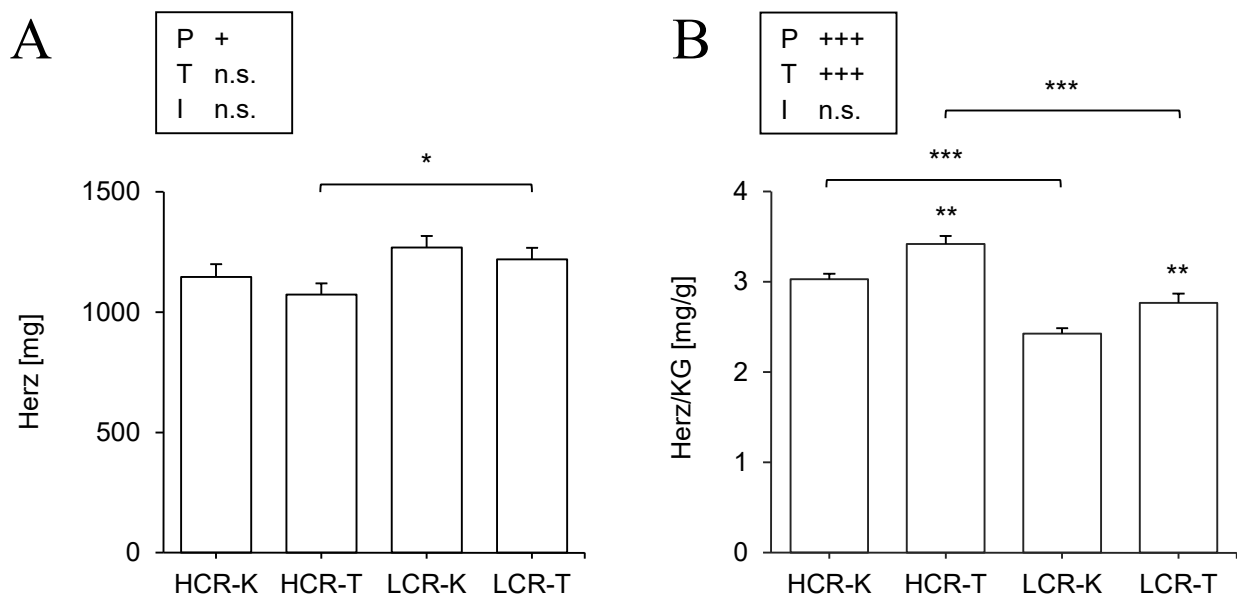 A
P +
T n.s.
I n.s.
*
1500
1000
500
0
Herz [mg]
HCR-K HCR-T LCR-K LCR-T
B
P +++
T +++
I n.s.
***
***
**
**
4
3
2
1
0
Herz/KG [mg/g]
HCR-K HCR-T LCR-K LCR-T